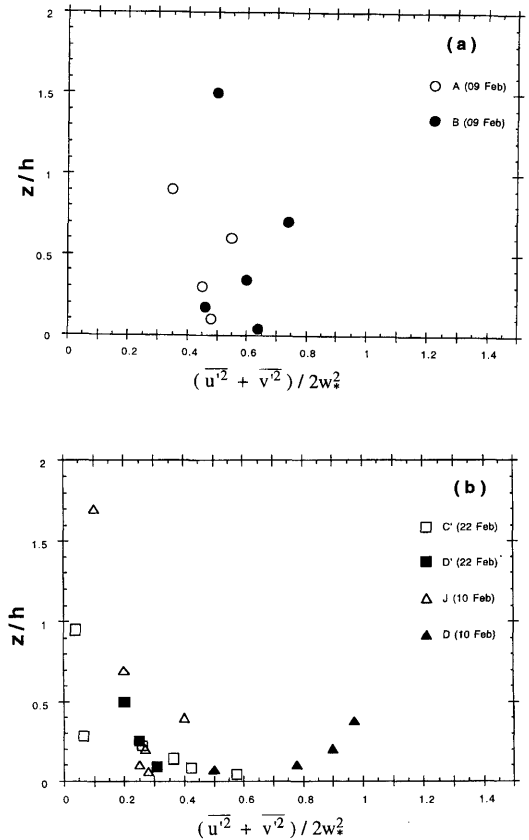 2
(a)
A (09 Feb)
1.5
B (09 Feb)
z/h
1
0.5
0
0 0.2 0.4 0.6 0.8 1 1.2 1.4
(u'² + v'²) / 2w*²
2
(b)
C' (22 Feb)
1.5
D' (22 Feb)
J (10 Feb)
z/h
1
D (10 Feb)
0.5
0
0 0.2 0.4 0.6 0.8 1 1.2 1.4
(u'² + v'²) / 2w*²